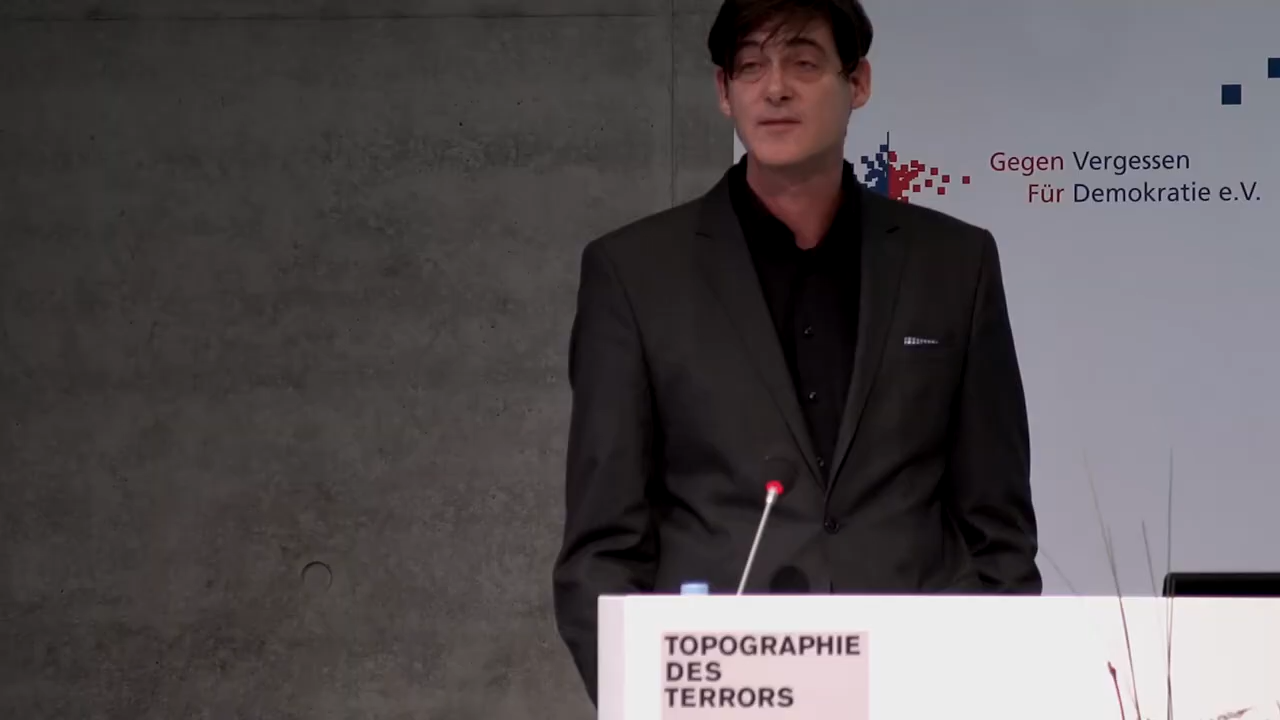 Gegen Vergessen
Für Demokratie e.V.
TOPOGRAPHIE
DES
TERRORS